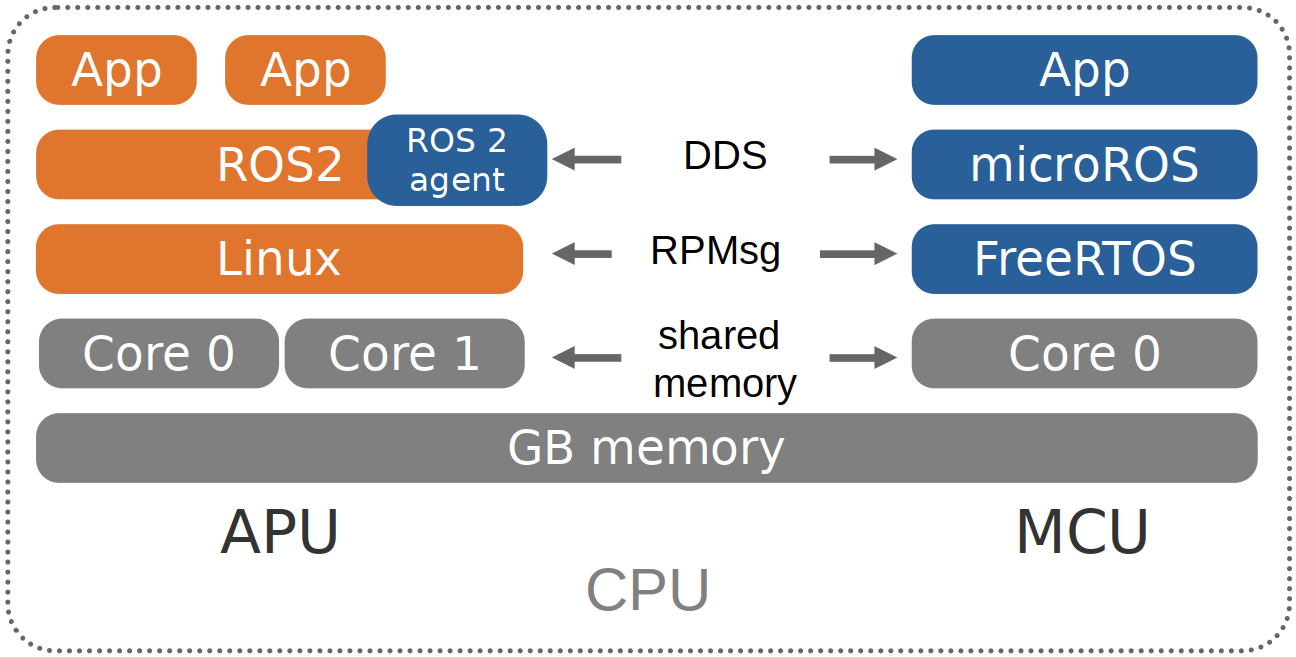 App
App
App
ROS2
ROS 2
agent
DDS
microROS
Linux
RPMsg
FreeRTOS
Core 0
Core 1
shared
memory
Core 0
GB memory
APU
MCU
CPU